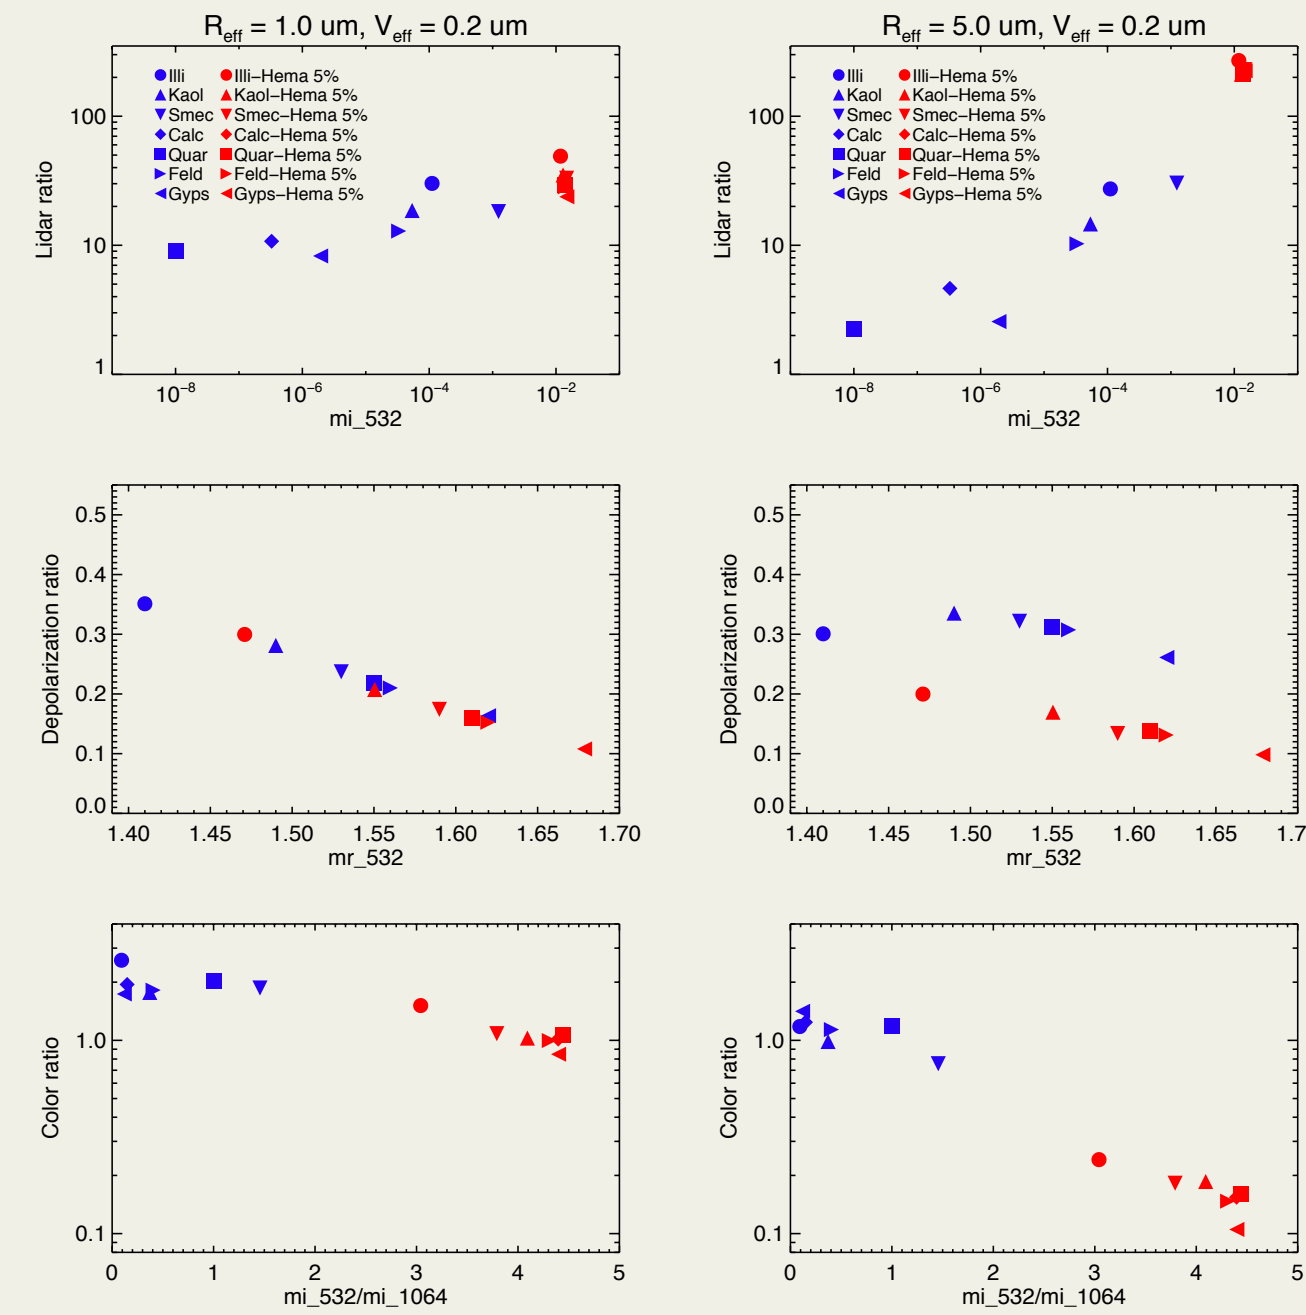 R_eff = 1.0 um, V_eff = 0.2 um
Lidar ratio
100
10
1
Illi Illi−Hema 5%
Kaol Kaol−Hema 5%
Smec Smec−Hema 5%
Calc Calc−Hema 5%
Quar Quar−Hema 5%
Feld Feld−Hema 5%
Gyps Gyps−Hema 5%
10⁻⁸ 10⁻⁶ 10⁻⁴ 10⁻²
mi_532
R_eff = 5.0 um, V_eff = 0.2 um
Lidar ratio
100
10
1
Illi Illi−Hema 5%
Kaol Kaol−Hema 5%
Smec Smec−Hema 5%
Calc Calc−Hema 5%
Quar Quar−Hema 5%
Feld Feld−Hema 5%
Gyps Gyps−Hema 5%
10⁻⁸ 10⁻⁶ 10⁻⁴ 10⁻²
mi_532
Depolarization ratio
0.5
0.4
0.3
0.2
0.1
0.0
1.40 1.45 1.50 1.55 1.60 1.65 1.70
mr_532
Depolarization ratio
0.5
0.4
0.3
0.2
0.1
0.0
1.40 1.45 1.50 1.55 1.60 1.65 1.7
mr_532
Color ratio
1.0
0.1
0 1 2 3 4 5
mi_532/mi_1064
Color ratio
1.0
0.1
0 1 2 3 4 5
mi_532/mi_1064